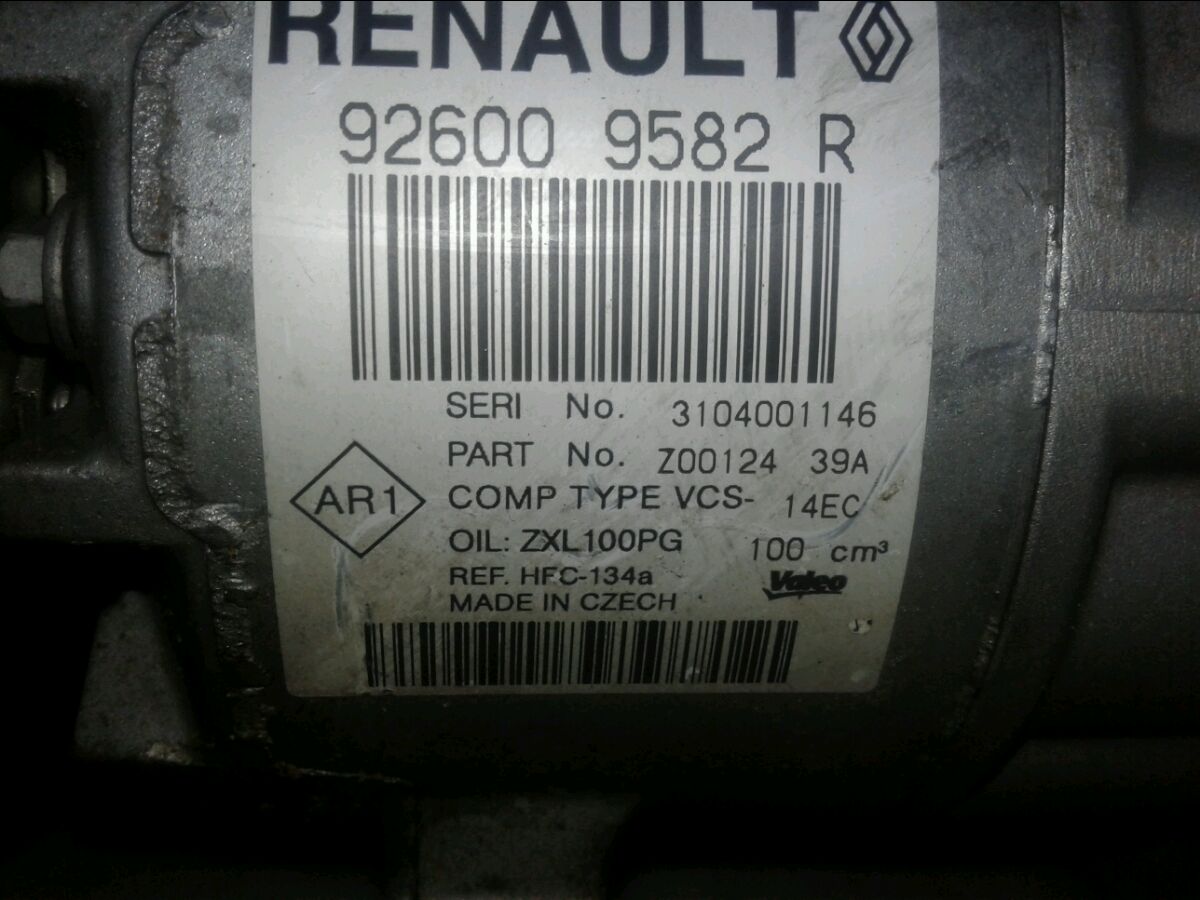 RENAULT
92600 9582 R
SERI No. 3104001146
PART No. Z00124 39A
AR1
COMP TYPE VCS- 14EC
OIL: ZXL100PG 100 cm³
REF. HFC-134a
Valeo
MADE IN CZECH